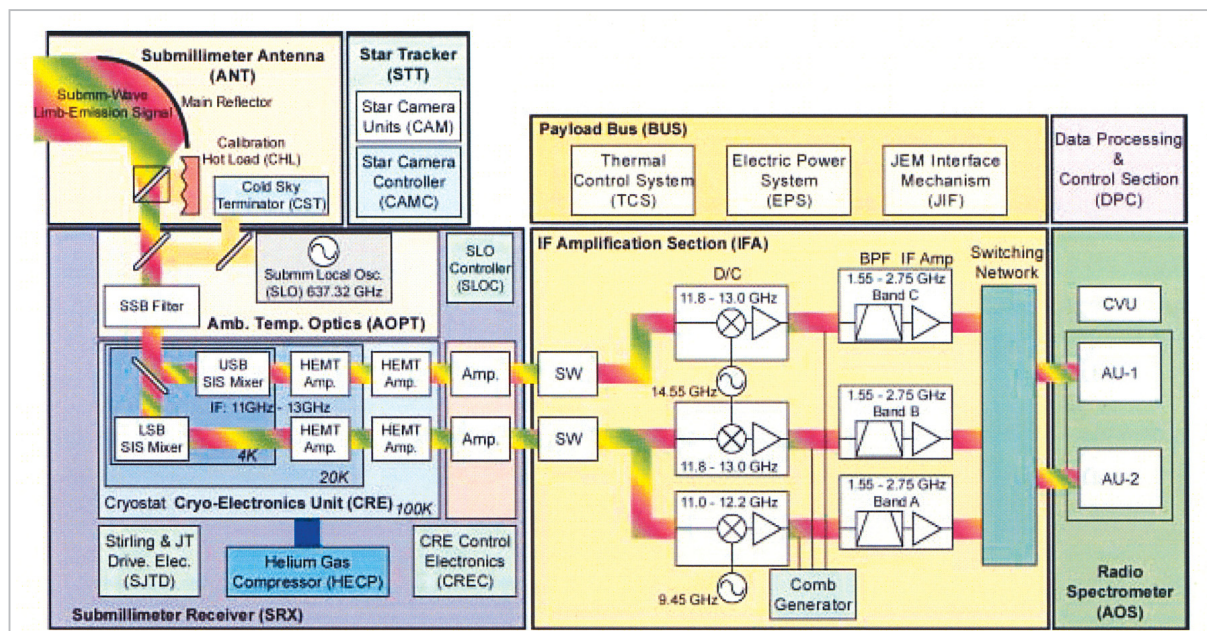 Submillimeter Antenna
(ANT)
Submm-Wave
Limb-Emission Signal
Main Reflector
Calibration
Hot Load (CHL)
Cold Sky
Terminator (CST)
Star Tracker
(STT)
Star Camera
Units (CAM)
Star Camera
Controller
(CAMC)
Payload Bus (BUS)
Thermal
Control System
(TCS)
Electric Power
System
(EPS)
JEM Interface
Mechanism
(JIF)
Data Processing
&
Control Section
(DPC)
SSB Filter
Submm Local Osc.
(SLO) 637.32 GHz
Amb. Temp. Optics (AOPT)
SLO
Controller
(SLOC)
USB
SIS Mixer
HEMT
Amp.
HEMT
Amp.
Amp.
SW
IF: 11GHz - 13GHz
LSB
SIS Mixer
HEMT
Amp.
HEMT
Amp.
Amp.
SW
4K
20K
Cryostat Cryo-Electronics Unit (CRE)
100K
Stirling & JT
Drive. Elec.
(SJTD)
Helium Gas
Compressor (HECP)
CRE Control
Electronics
(CREC)
Submillimeter Receiver (SRX)
IF Amplification Section (IFA)
D/C
BPF IF Amp
Switching
Network
11.8 - 13.0 GHz
1.55 - 2.75 GHz
Band C
14.55 GHz
11.8 - 13.0 GHz
1.55 - 2.75 GHz
Band B
11.0 - 12.2 GHz
1.55 - 2.75 GHz
Band A
9.45 GHz
Comb
Generator
CVU
AU-1
AU-2
Radio
Spectrometer
(AOS)